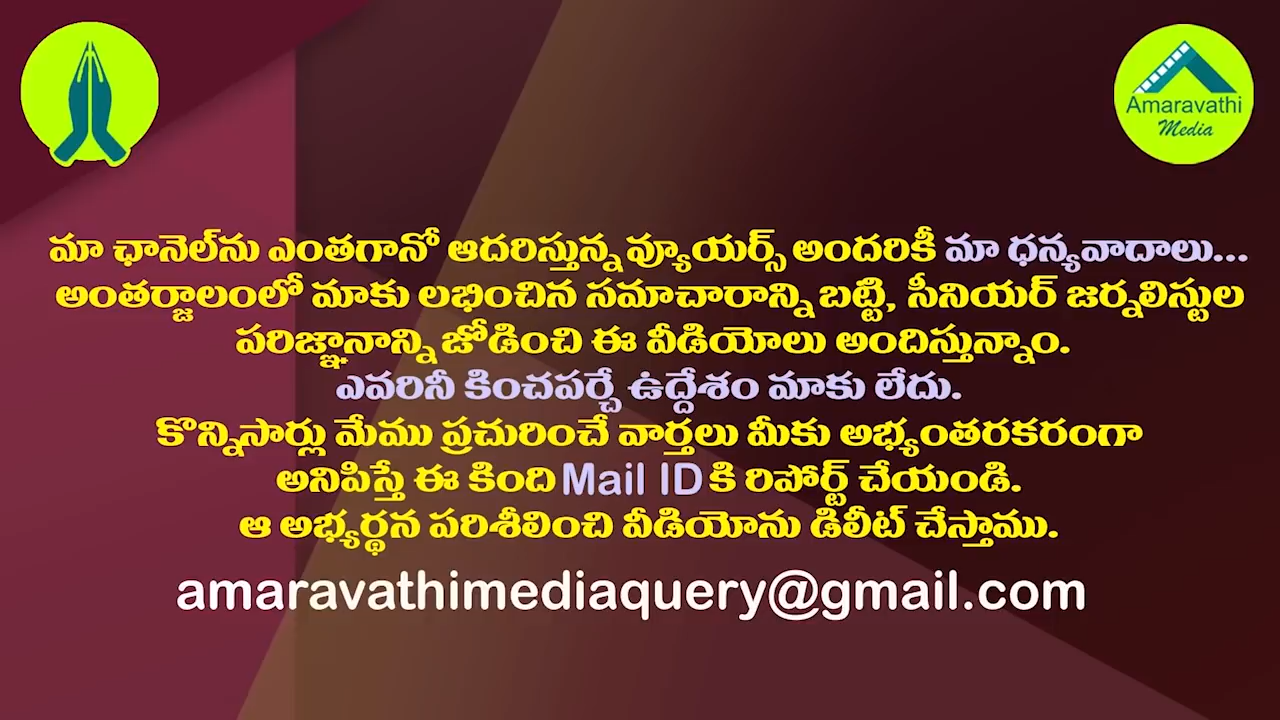 Amaravathi
Media
మా ఛానెల్‌ను ఎంతగానో ఆదరిస్తున్న వ్యూయర్స్ అందరికీ మా ధన్యవాదాలు...
అంతర్జాలంలో మాకు లభించిన సమాచారాన్ని బట్టి, సీనియర్ జర్నలిస్టుల
పరిజ్ఞానాన్ని జోడించి ఈ వీడియోలు అందిస్తున్నాం.
ఎవరినీ కించపర్చే ఉద్దేశం మాకు లేదు.
కొన్నిసార్లు మేము ప్రచురించే వార్తలు మీకు అభ్యంతరకరంగా
అనిపిస్తే ఈ కింది Mail ID కి రిపోర్ట్ చేయండి.
ఆ అభ్యర్థన పరిశీలించి వీడియోను డిలీట్ చేస్తాము.
amaravathimediaquery@gmail.com